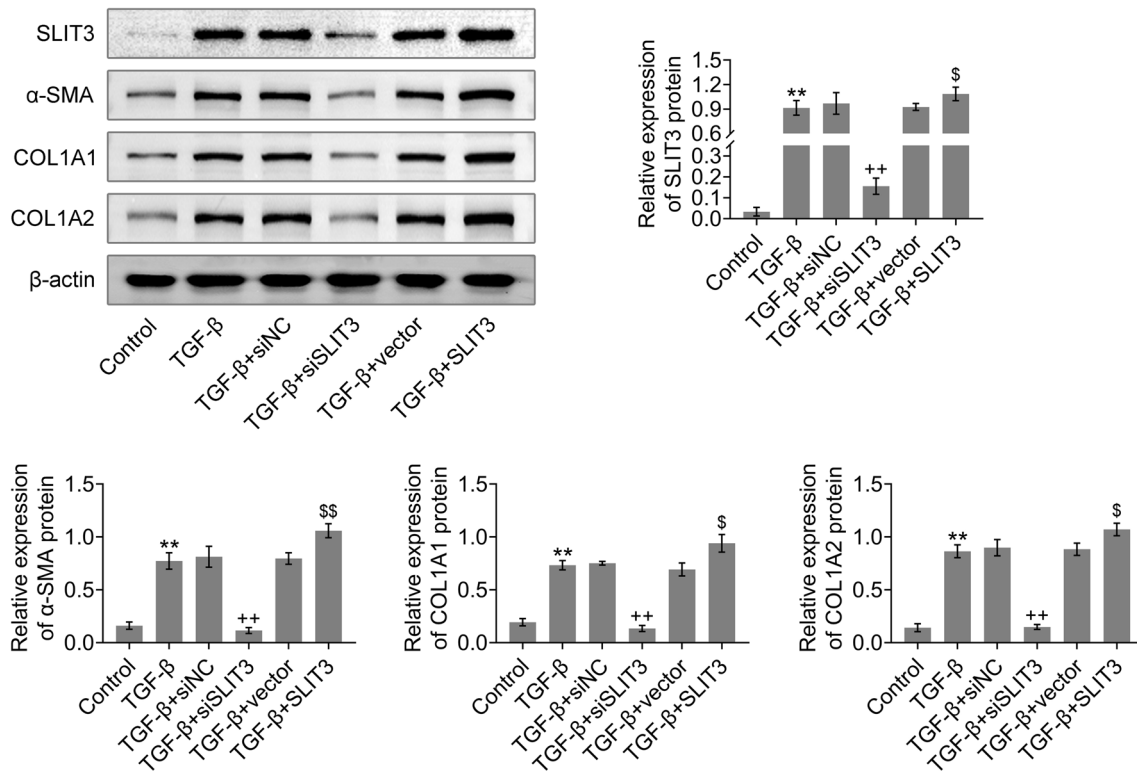 SLIT3
α-SMA
COL1A1
COL1A2
β-actin
Control
TGF-β
TGF-β+siNC
TGF-β+siSLIT3
TGF-β+vector
TGF-β+SLIT3
Relative expression
of SLIT3 protein
1.5
1.2
0.9
0.6
0.3
0.2
0.1
0.0
**
++
$
Control
TGF-β
TGF-β+siNC
TGF-β+siSLIT3
TGF-β+vector
TGF-β+SLIT3
Relative expression
of α-SMA protein
1.5
1.0
0.5
0.0
**
++
$$
Control
TGF-β
TGF-β+siNC
TGF-β+siSLIT3
TGF-β+vector
TGF-β+SLIT3
Relative expression
of COL1A1 protein
1.5
1.0
0.5
0.0
**
++
$
Control
TGF-β
TGF-β+siNC
TGF-β+siSLIT3
TGF-β+vector
TGF-β+SLIT3
Relative expression
of COL1A2 protein
1.5
1.0
0.5
0.0
**
++
$
Control
TGF-β
TGF-β+siNC
TGF-β+siSLIT3
TGF-β+vector
TGF-β+SLIT3